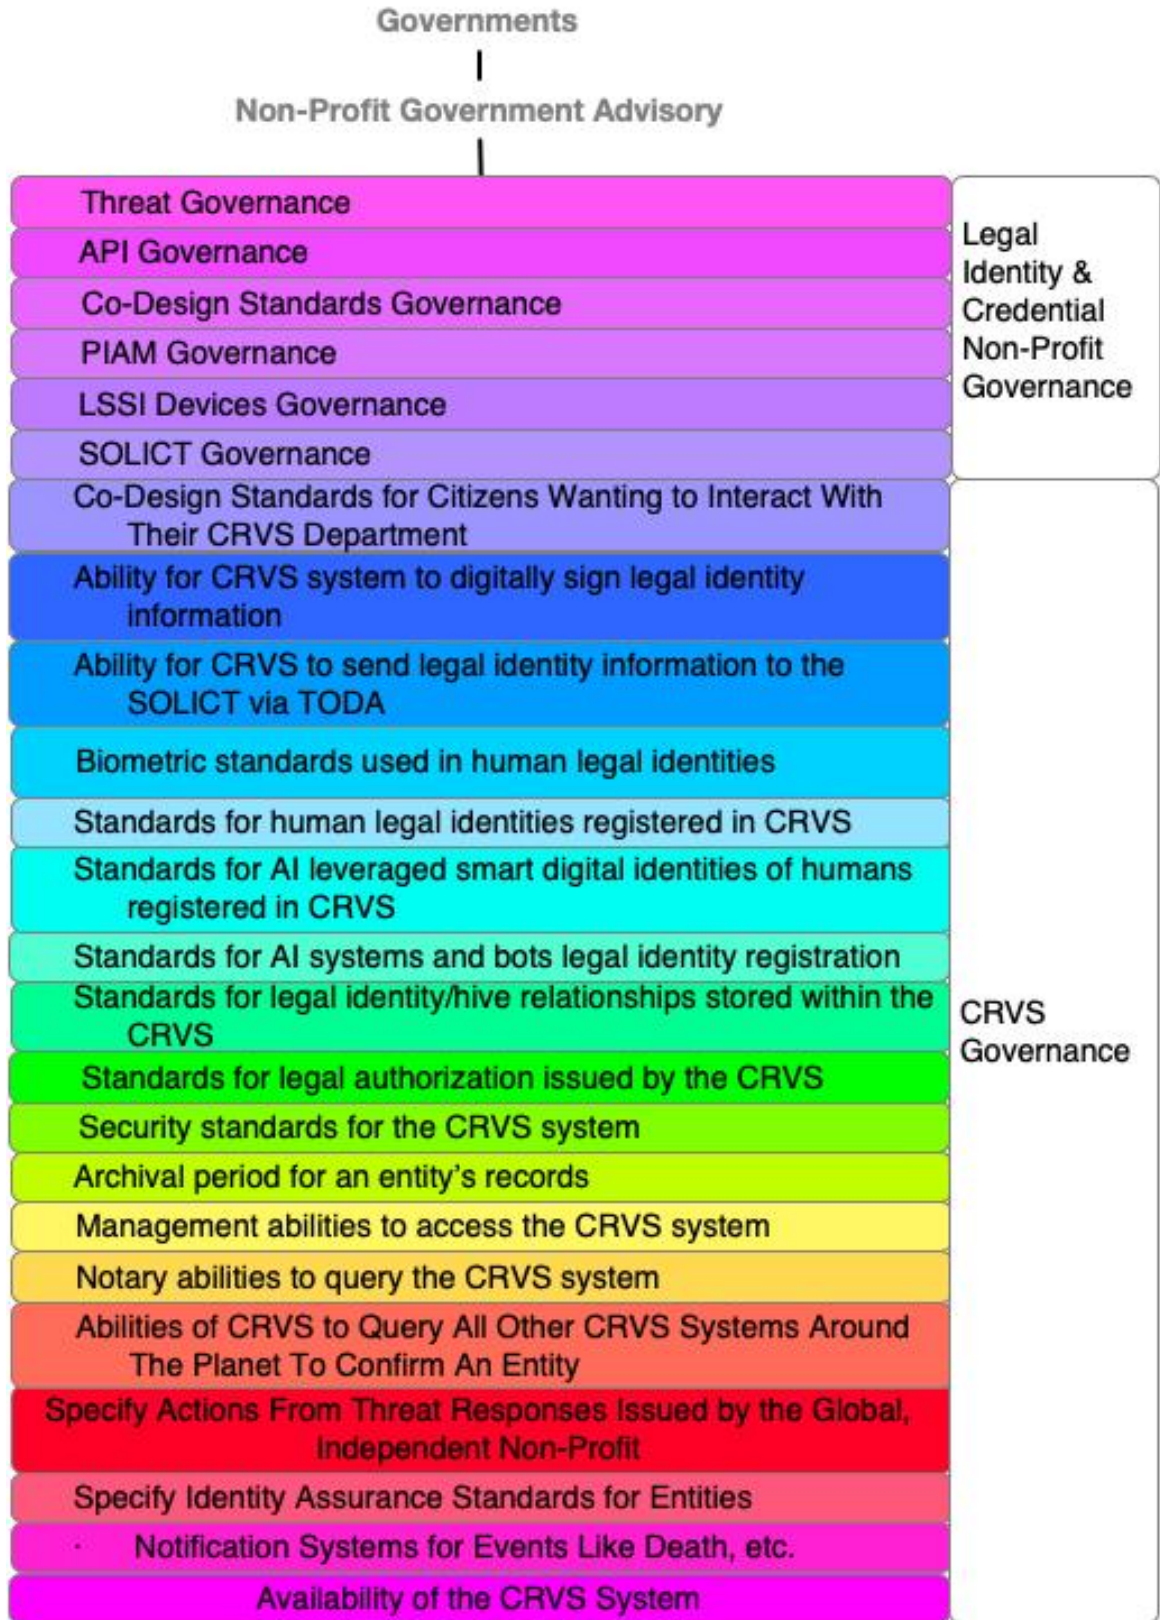 Governments
Non-Profit Government Advisory
Threat Governance
API Governance
Co-Design Standards Governance
PIAM Governance
LSSI Devices Governance
SOLICT Governance
Legal
Identity &
Credential
Non-Profit
Governance
Co-Design Standards for Citizens Wanting to Interact With
Their CRVS Department
Ability for CRVS system to digitally sign legal identity
information
Ability for CRVS to send legal identity information to the
SOLICT via TODA
Biometric standards used in human legal identities
Standards for human legal identities registered in CRVS
Standards for AI leveraged smart digital identities of humans
registered in CRVS
Standards for AI systems and bots legal identity registration
Standards for legal identity/hive relationships stored within the
CRVS
Standards for legal authorization issued by the CRVS
Security standards for the CRVS system
Archival period for an entity’s records
Management abilities to access the CRVS system
Notary abilities to query the CRVS system
Abilities of CRVS to Query All Other CRVS Systems Around
The Planet To Confirm An Entity
Specify Actions From Threat Responses Issued by the Global,
Independent Non-Profit
Specify Identity Assurance Standards for Entities
· Notification Systems for Events Like Death, etc.
Availability of the CRVS System
CRVS
Governance